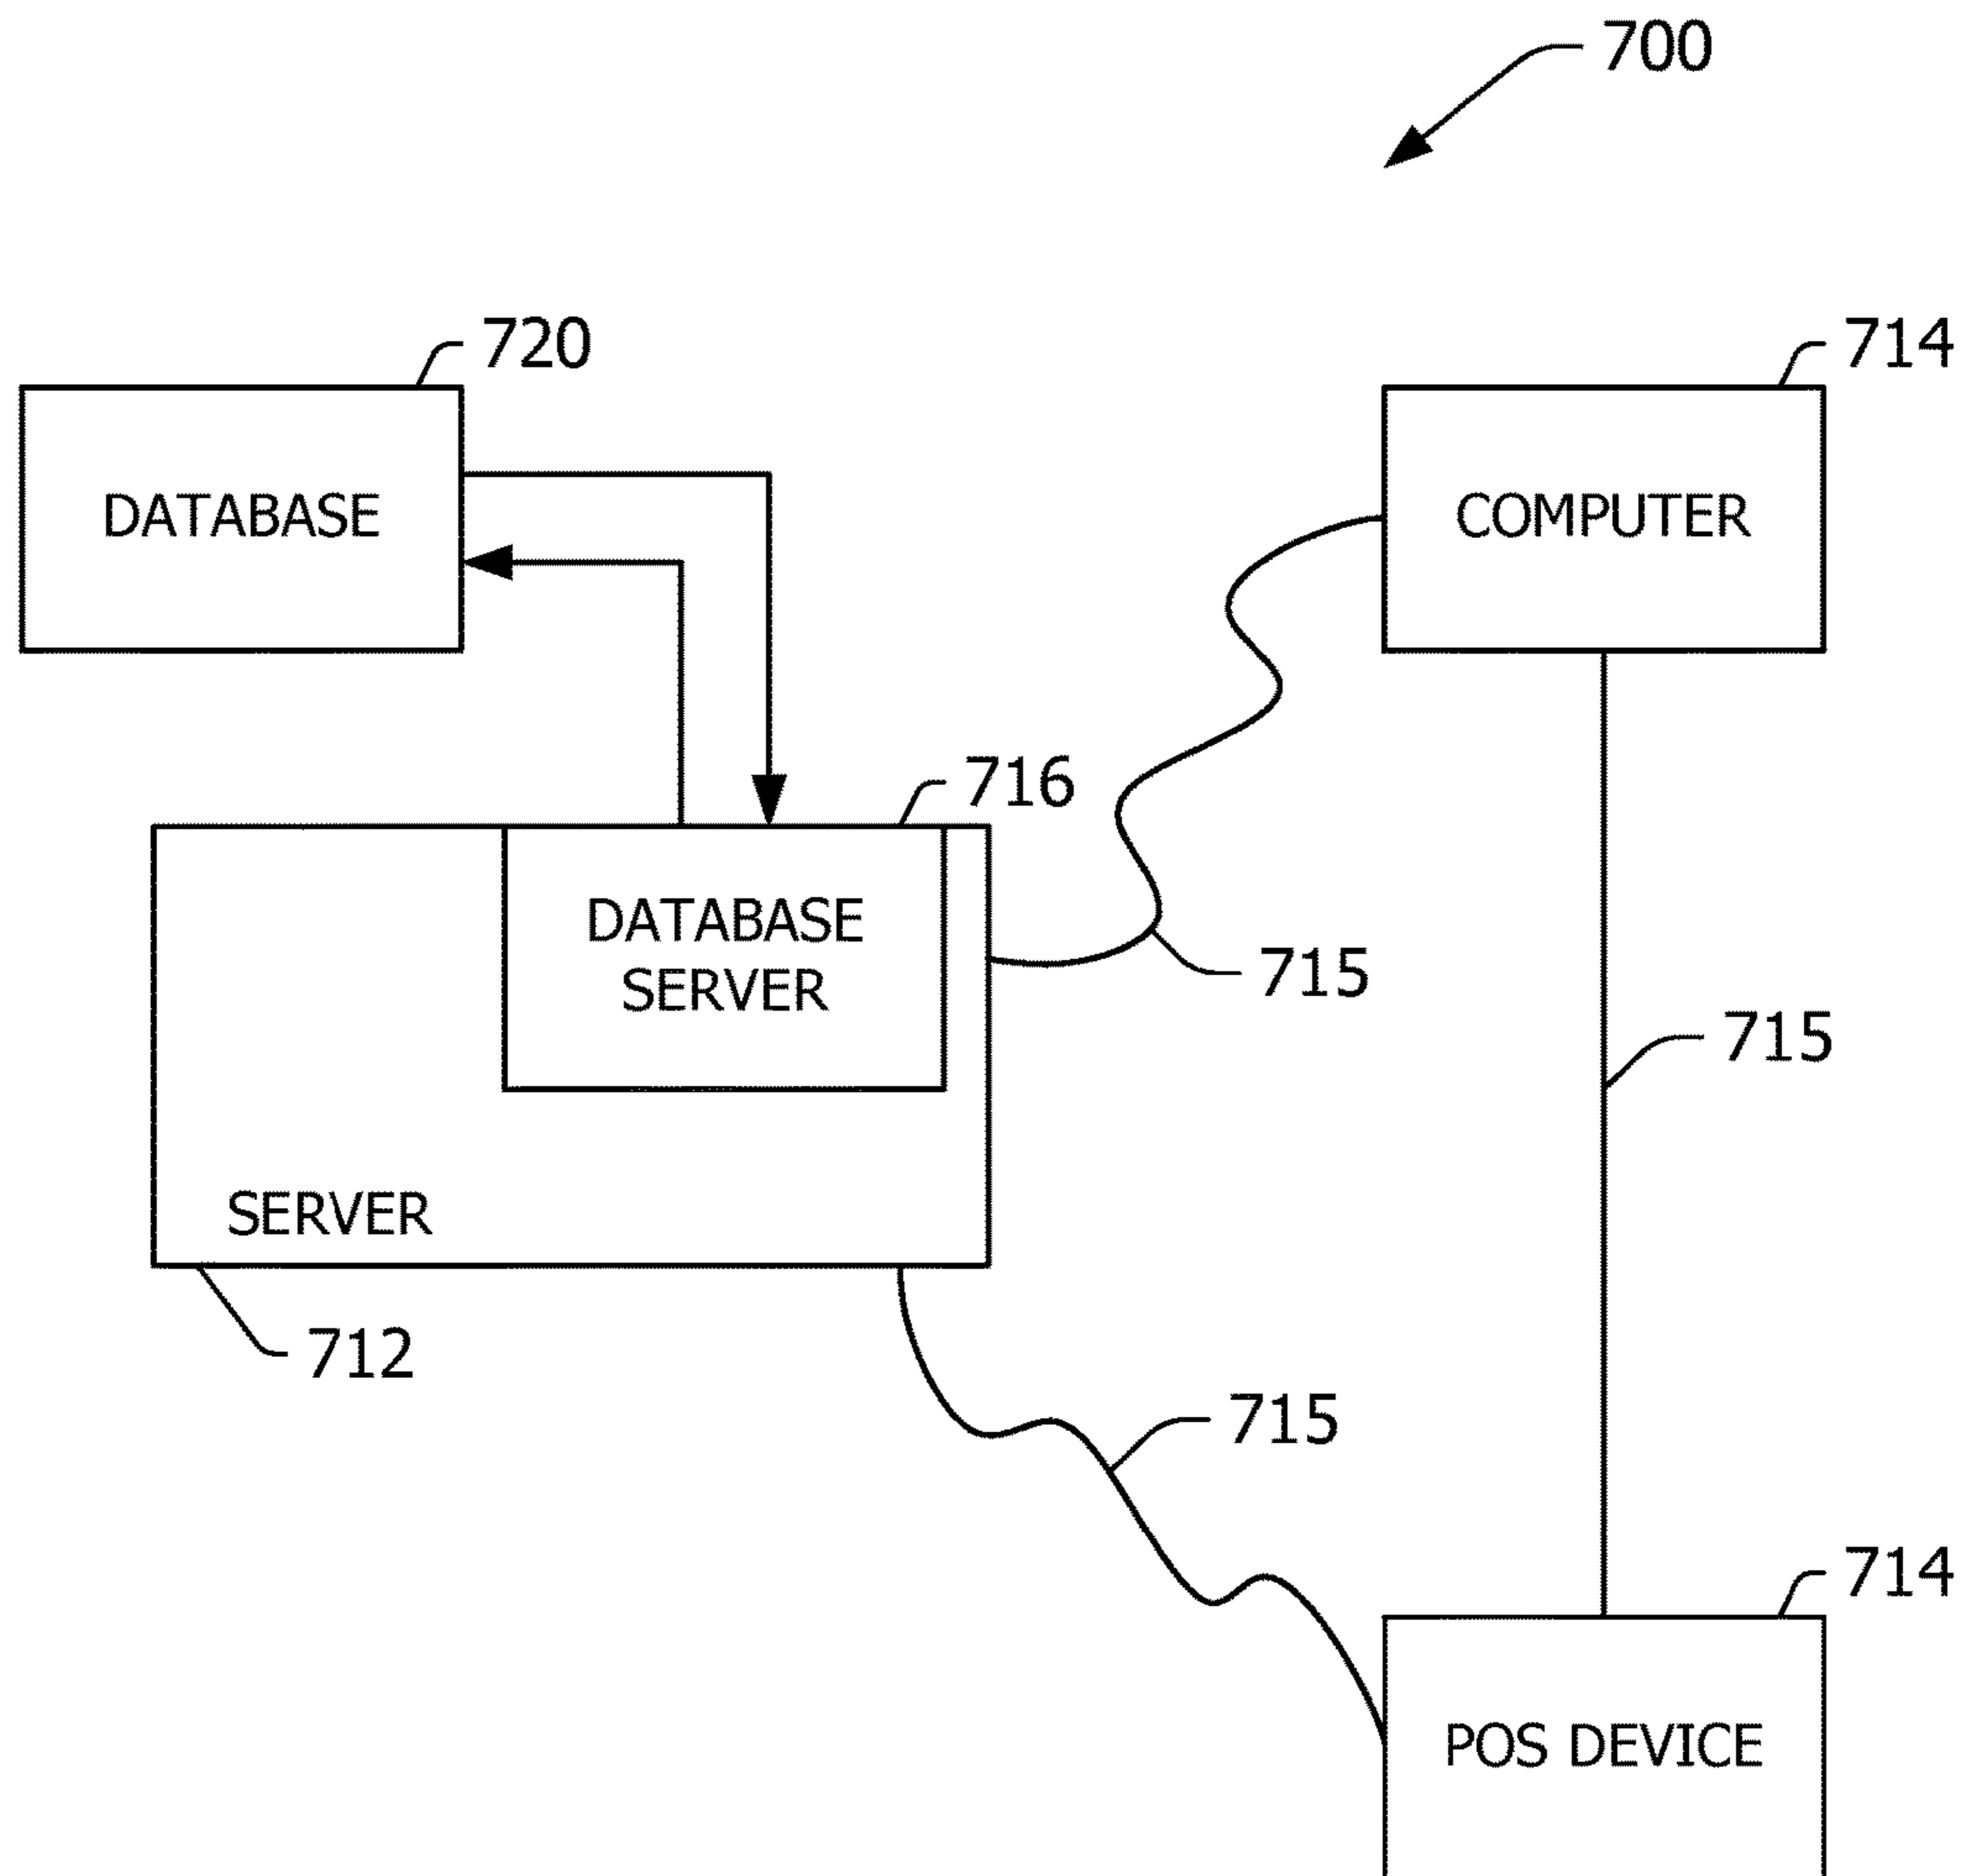 700
720
714
DATABASE
COMPUTER
716
DATABASE
SERVER
715
715
SERVER
712
715
714
POS DEVICE